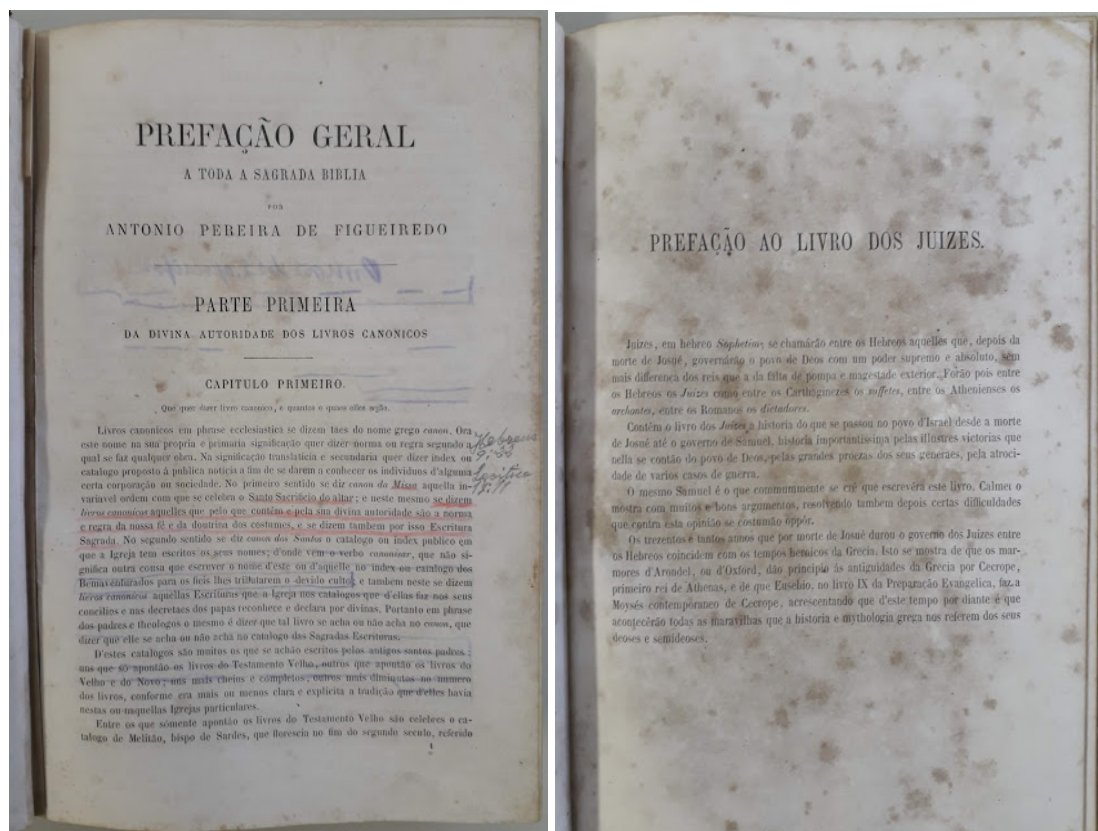 PREFAÇÃO GERAL
A TODA A SAGRADA BIBLIA
POR
ANTONIO PEREIRA DE FIGUEIREDO
PARTE PRIMEIRA
DA DIVINA AUTORIDADE DOS LIVROS CANONICOS
CAPITULO PRIMEIRO.
Que quer dizer livro canonico, e quantos e quaes elles sejão.
Livros canonicos em phrase ecclesiastica se dizem taes do nome grego canon. Ora
este nome na sua propria e primaria significação quer dizer norma ou regra segundo a
qual se faz qualquer obra. Na significação translaticia e secundaria quer dizer index ou
catalogo proposto á publica noticia a fim de se darem a conhecer os individuos d'alguma
certa corporação ou sociedade. No primeiro sentido se diz canon da Missa aquella in-
variavel ordem com que se celebra o Santo Sacrificio do altar; e neste mesmo se dizem
livros canonicos aquelles que pelo que contêm e pela sua divina autoridade são a norma
e regra da nossa fé e da doutrina dos costumes, e se dizem tambem por isso Escritura
Sagrada. No segundo sentido se diz canon dos Santos o catalogo ou index publico em
que a Igreja tem escritos os seus nomes; d'onde vem o verbo canonizar, que não si-
gnifica outra cousa que escrever o nome d'este ou d'aquelle no index ou catalogo dos
Bemaventurados para os fieis lhes tributarem o devido culto, e tambem neste se dizem
livros canonicos aquellas Escrituras que a Igreja nos catalogos que d'ellas faz nos seus
concilios e nas decretaes dos papas reconhece e declara por divinas. Portanto em phrase
dos padres e theologos o mesmo é dizer que tal livro se acha ou não acha no canon, que
dizer que elle se acha ou não acha no catalogo das Sagradas Escrituras.
D'estes catalogos são muitos os que se achão escritos pelos antigos santos padres:
uns que só apontão os livros do Testamento Velho, outros que apontão os livros do
Velho e do Novo; uns mais cheios e completos, outros mais diminutos no numero
dos livros, conforme era mais ou menos clara e explicita a tradição que d'elles havia
nestas ou naquellas Igrejas particulares.
Entre os que sómente apontão os livros do Testamento Velho são celebres o ca-
talogo de Melitão, bispo de Sardes, que florescia no fim do segundo seculo, referido
Hebreus
9:22
Levitico
PREFAÇÃO AO LIVRO DOS JUIZES.
Juizes, em hebreo Sophetim, se chamárão entre os Hebreos aquelles que, depois da
morte de Josué, governárão o povo de Deos com um poder supremo e absoluto, sem
mais differença dos reis que a da falta de pompa e magestade exterior. Forão pois entre
os Hebreos os Juizes como entre os Carthaginezes os suffetes, entre os Athenienses os
archontes, entre os Romanos os dictadores.
Contém o livro dos Juizes a historia do que se passou no povo d'Israel desde a morte
de Josué até o governo de Samuel, historia importantissima pelas illustres victorias que
nella se contão do povo de Deos, pelas grandes proezas dos seus generaes, pela atroci-
dade de varios casos de guerra.
O mesmo Samuel é o que communmente se crê que escrevêra este livro. Calmei o
mostra com muitos e bons argumentos, resolvendo tambem depois certas difficuldades
que contra esta opinião se costumão oppôr.
Os trezentos e tantos annos que por morte de Josué durou o governo dos Juizes entre
os Hebreos coincidem com os tempos heroicos da Grecia. Isto se mostra de que os mar-
mores d'Arondel, ou d'Oxford, dão principio ás antiguidades da Grecia por Cecrope,
primeiro rei de Athenas, e de que Eusebio, no livro IX da Preparação Evangelica, faz a
Moysés contemporaneo de Cecrope, acrescentando que d'este tempo por diante é que
acontecêrão todas as maravilhas que a historia e mythologia grega nos referem dos seus
deoses e semideoses.